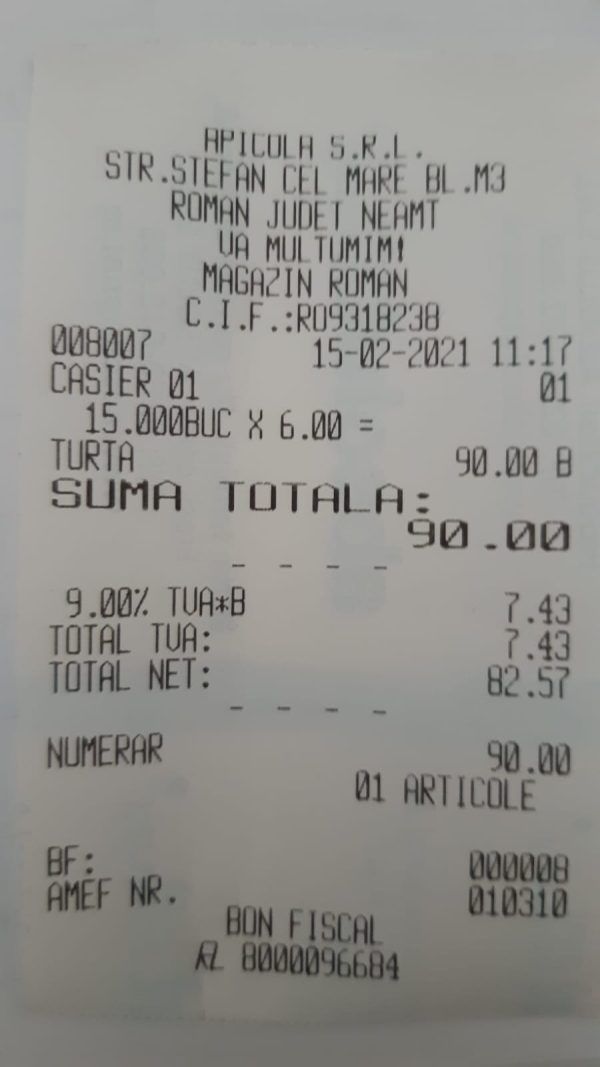 APICOLA S.R.L.
STR.STEFAN CEL MARE BL.M3
ROMAN JUDET NEAMT
VA MULTUMIM!
MAGAZIN ROMAN
C.I.F.:RO9318238
008007 15-02-2021 11:17
CASIER 01 01
15.000BUC X 6.00 =
TURTA 90.00 B
SUMA TOTALA:
90.00
- - - -
9.00% TVA*B 7.43
TOTAL TVA: 7.43
TOTAL NET: 82.57
- - - -
NUMERAR 90.00
01 ARTICOLE
BF: 000008
AMEF NR. 010310
BON FISCAL
8000096684